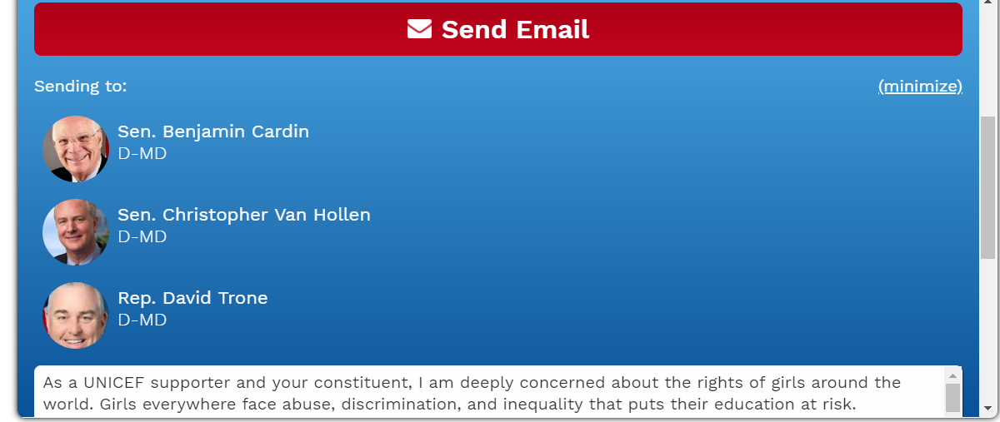 Send Email
Sending to:
(minimize)
Sen. Benjamin Cardin
D-MD
Sen. Christopher Van Hollen
D-MD
Rep. David Trone
D-MD
As a UNICEF supporter and your constituent, I am deeply concerned about the rights of girls around the
world. Girls everywhere face abuse, discrimination, and inequality that puts their education at risk.